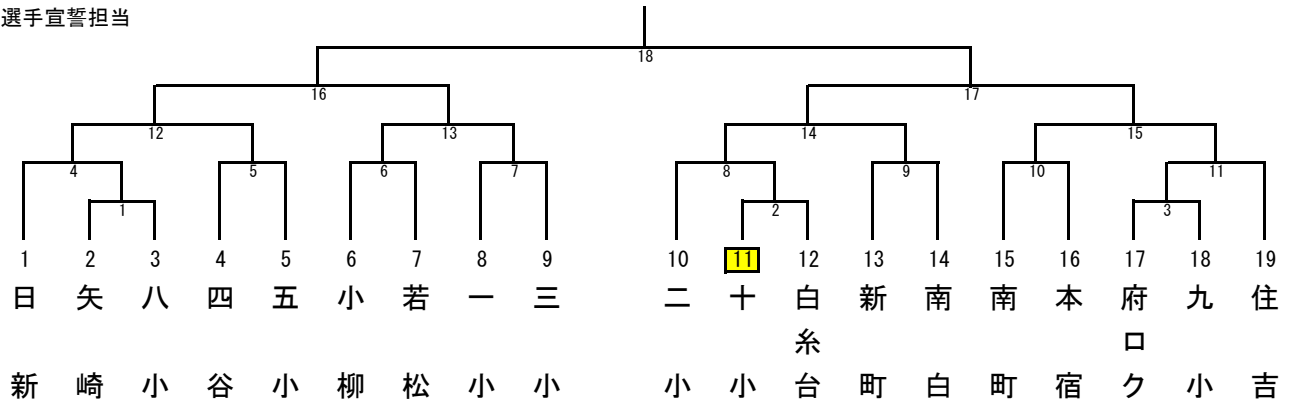 選手宣誓担当
18
16 17
12 13 14 15
4 5 6 7 8 9 10 11
1 2 3
1 2 3 4 5 6 7 8 9 10 11 12 13 14 15 16 17 18 19
日新
矢崎
八小
四谷
五小
小柳
若松
一小
三小
二小
十小
白糸台
新町
南白
南町
本宿
府ロク
九小
住吉